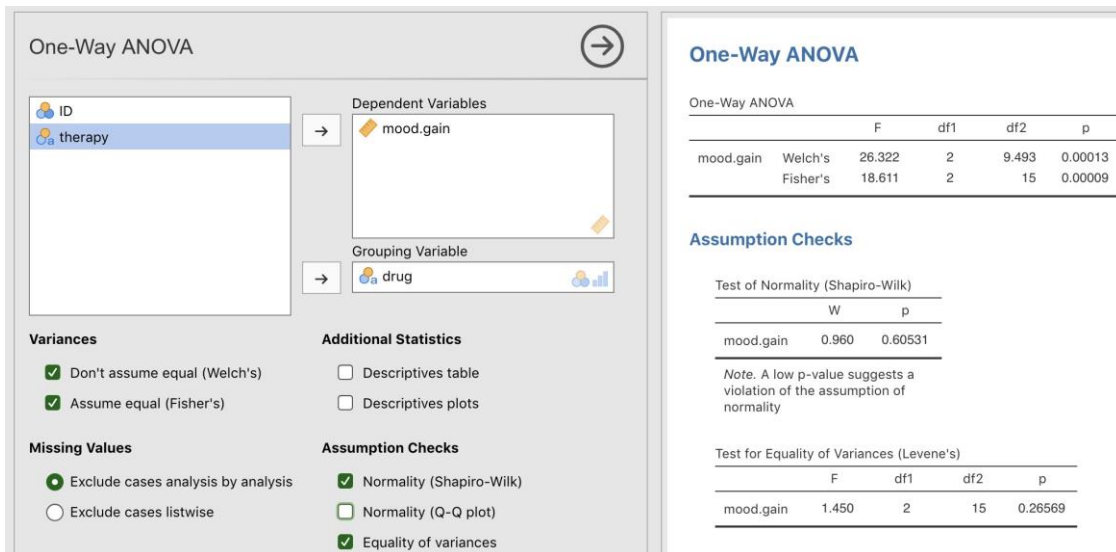 One-Way ANOVA
ID
therapy
Dependent Variables
mood.gain
Grouping Variable
drug
Variances
Don't assume equal (Welch's)
Assume equal (Fisher's)
Additional Statistics
Descriptives table
Descriptives plots
Missing Values
Exclude cases analysis by analysis
Exclude cases listwise
Assumption Checks
Normality (Shapiro-Wilk)
Normality (Q-Q plot)
Equality of variances
One-Way ANOVA
One-Way ANOVA
F df1 df2 p
mood.gain Welch's 26.322 2 9.493 0.00013
Fisher's 18.611 2 15 0.00009
Assumption Checks
Test of Normality (Shapiro-Wilk)
W p
mood.gain 0.960 0.60531
Note. A low p-value suggests a
violation of the assumption of
normality
Test for Equality of Variances (Levene's)
F df1 df2 p
mood.gain 1.450 2 15 0.26569